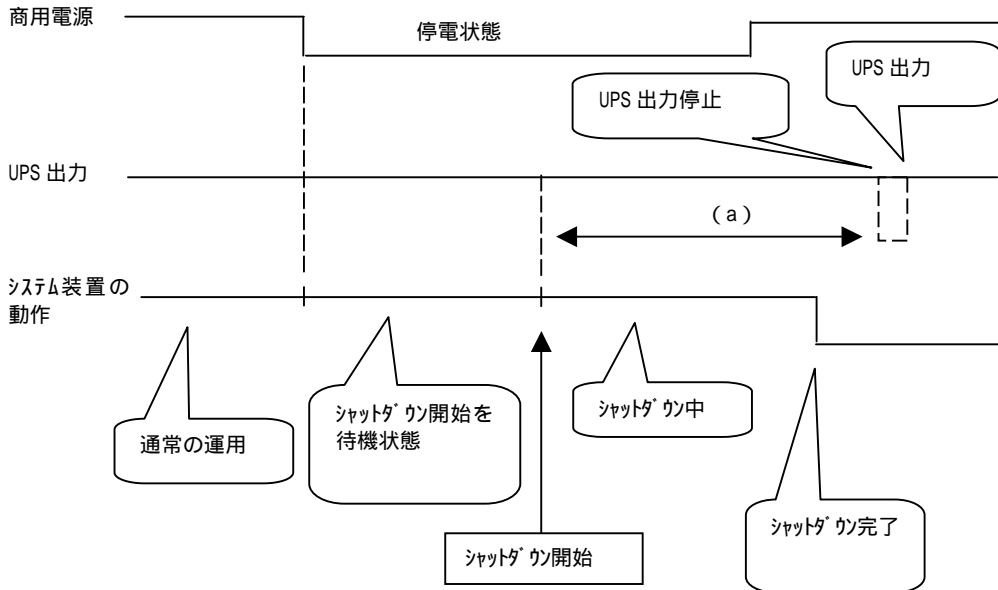 商用電源
停電状態
UPS 出力
UPS 出力停止
UPS 出力
(a)
ｼｽﾃﾑ装置の
動作
ｼｬｯﾄﾀﾞｳﾝ開始を
待機状態
ｼｬｯﾄﾀﾞｳﾝ中
通常の運用
ｼｬｯﾄﾀﾞｳﾝ完了
ｼｬｯﾄﾀﾞｳﾝ開始